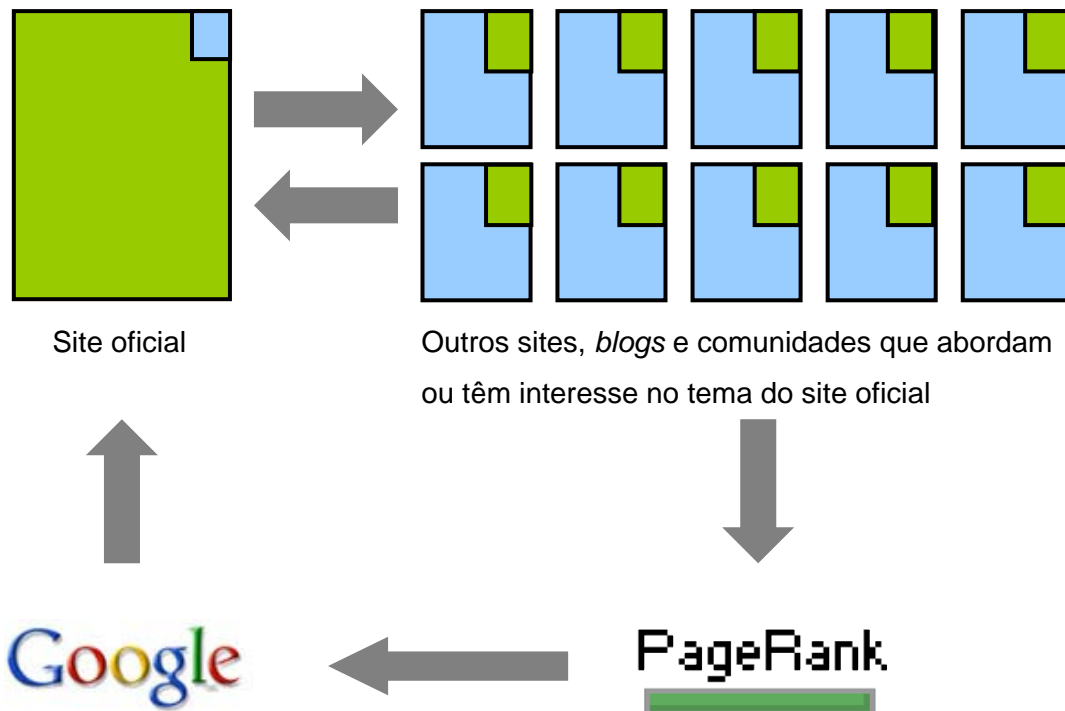 Site oficial
Outros sites, blogs e comunidades que abordam
ou têm interesse no tema do site oficial
Google
PageRank